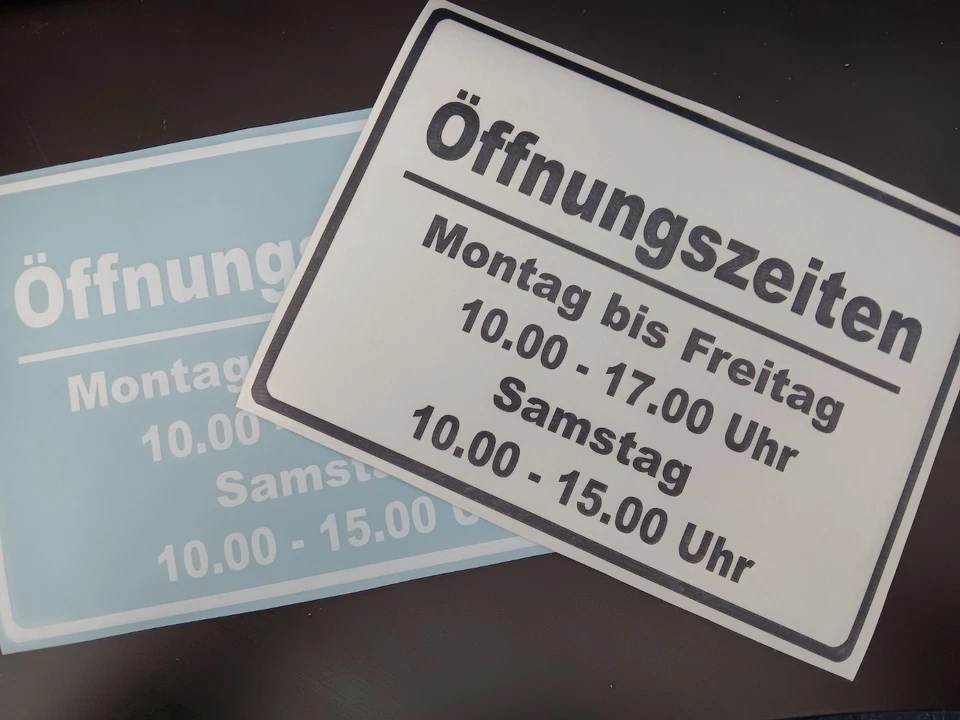 Öffnungszeiten
Montag bis Freitag
10.00 - 17.00 Uhr
Samstag
10.00 - 15.00 Uhr
Montag
10.00 -
10.00 - 15.00